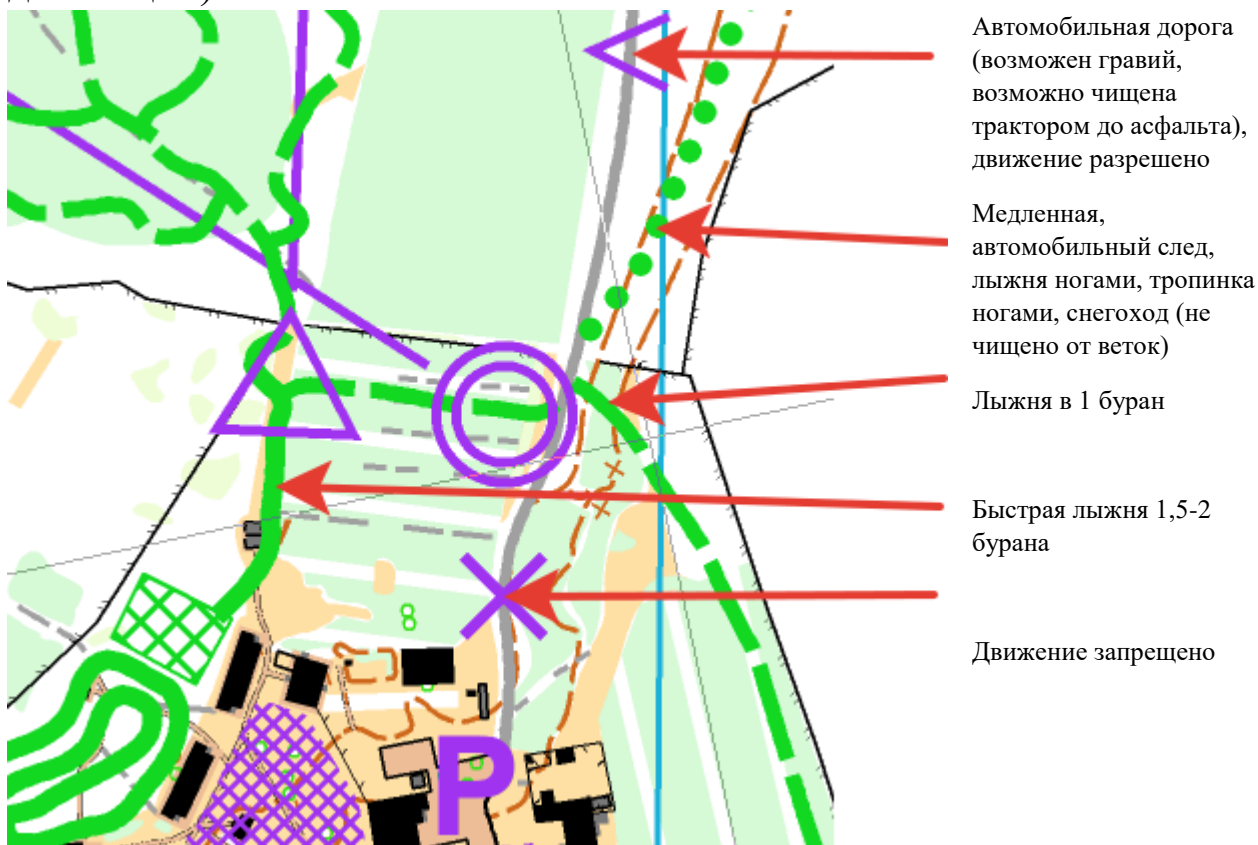 Автомобильная дорога
(возможен гравий,
возможно чищена
трактором до асфальта),
движение разрешено
Медленная,
автомобильный след,
лыжня ногами, тропинка
ногами, снегоход (не
чищено от веток)
Лыжня в 1 буран
Быстрая лыжня 1,5-2
бурана
Движение запрещено
P